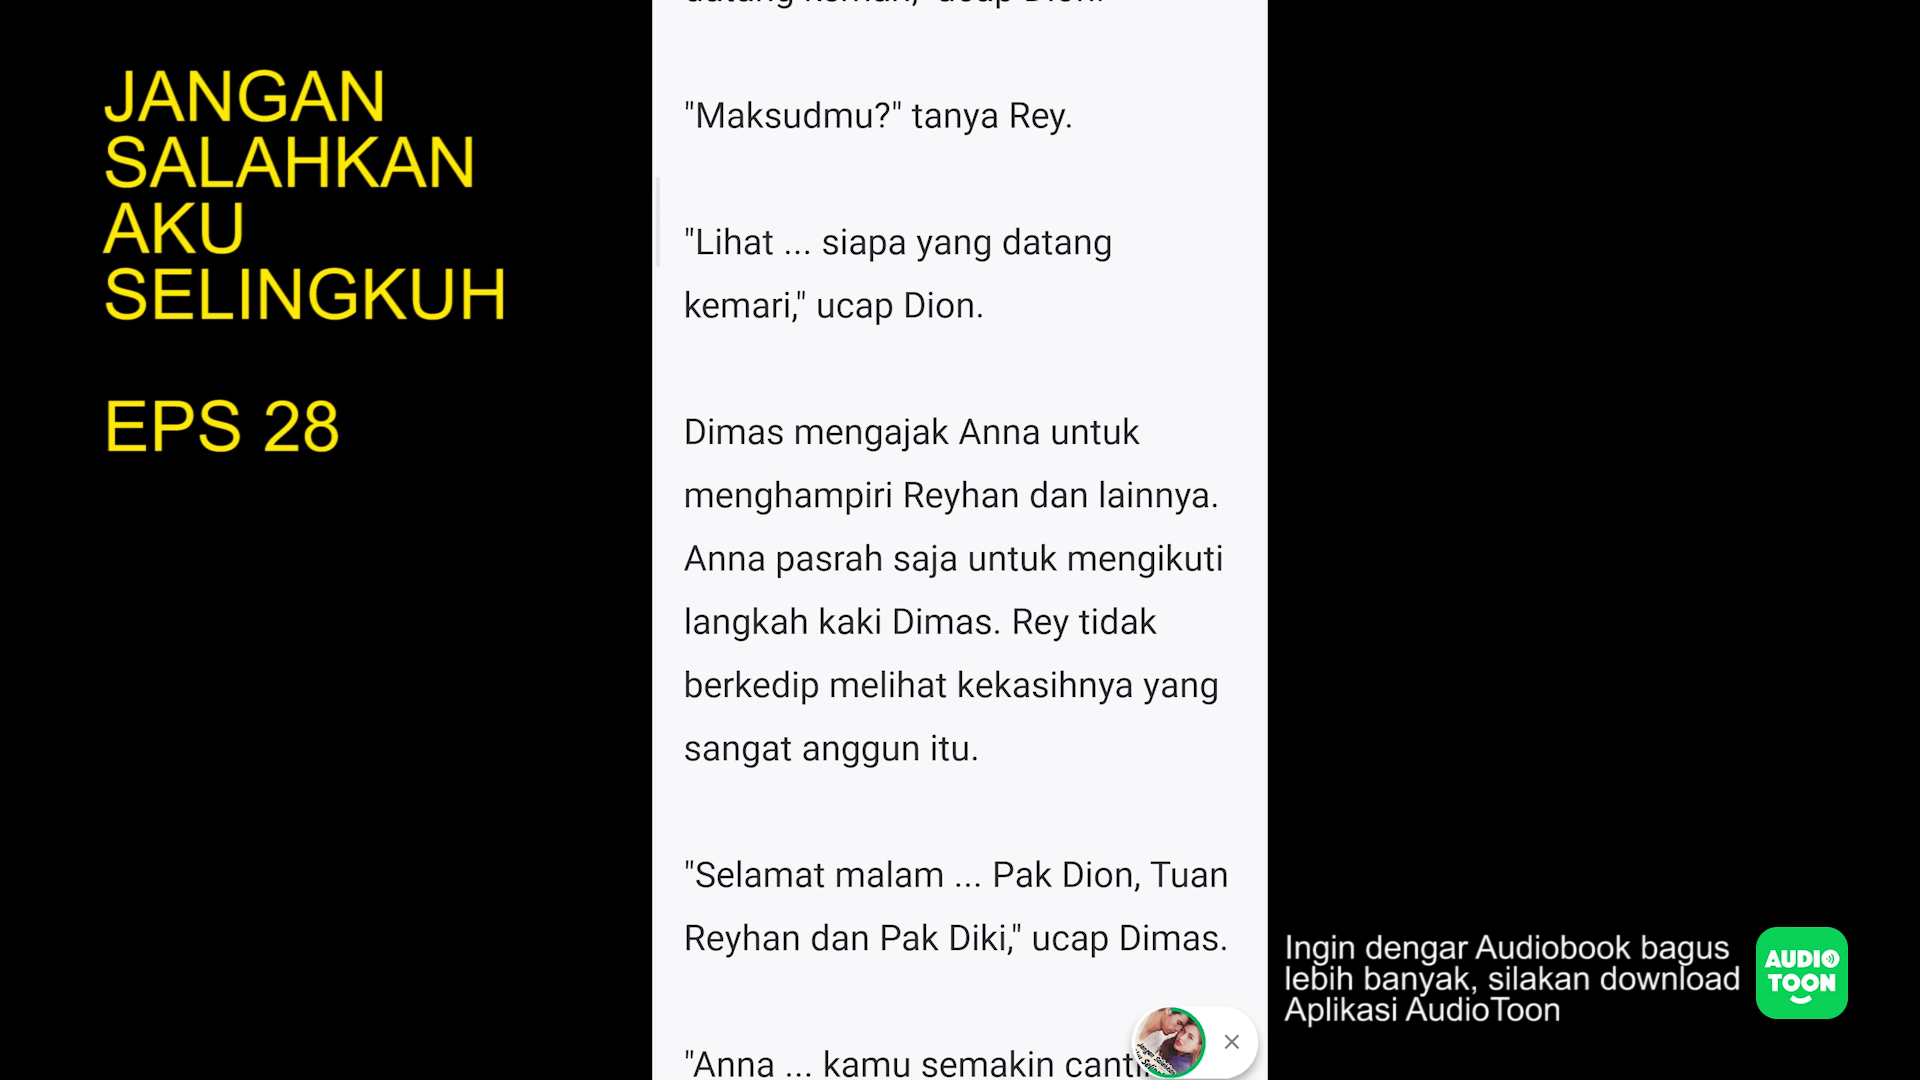 JANGAN
SALAHKAN
AKU
SELINGKUH
EPS 28
"Maksudmu?" tanya Rey.
"Lihat ... siapa yang datang
kemari," ucap Dion.
Dimas mengajak Anna untuk
menghampiri Reyhan dan lainnya.
Anna pasrah saja untuk mengikuti
langkah kaki Dimas. Rey tidak
berkedip melihat kekasihnya yang
sangat anggun itu.
"Selamat malam ... Pak Dion, Tuan
Reyhan dan Pak Diki," ucap Dimas.
"Anna ... kamu semakin
Ingin dengar Audiobook bagus
lebih banyak, silakan download
Aplikasi AudioToon
AUDIO
TOON